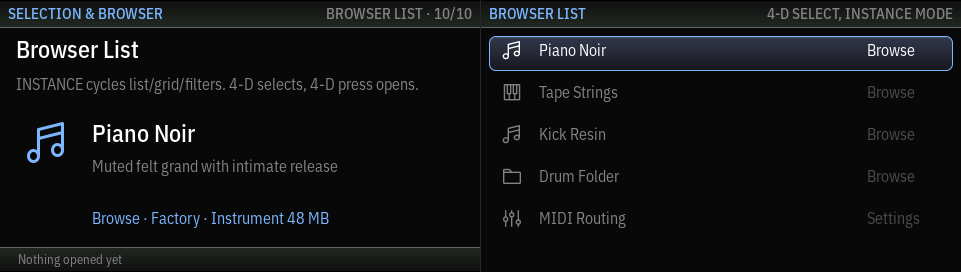 SELECTION & BROWSER
BROWSER LIST · 10/10
Browser List
INSTANCE cycles list/grid/filters. 4-D selects, 4-D press opens.
Piano Noir
Muted felt grand with intimate release
Browse · Factory · Instrument 48 MB
Nothing opened yet
BROWSER LIST
4-D SELECT, INSTANCE MODE
Piano Noir Browse
Tape Strings Browse
Kick Resin Browse
Drum Folder Browse
MIDI Routing Settings